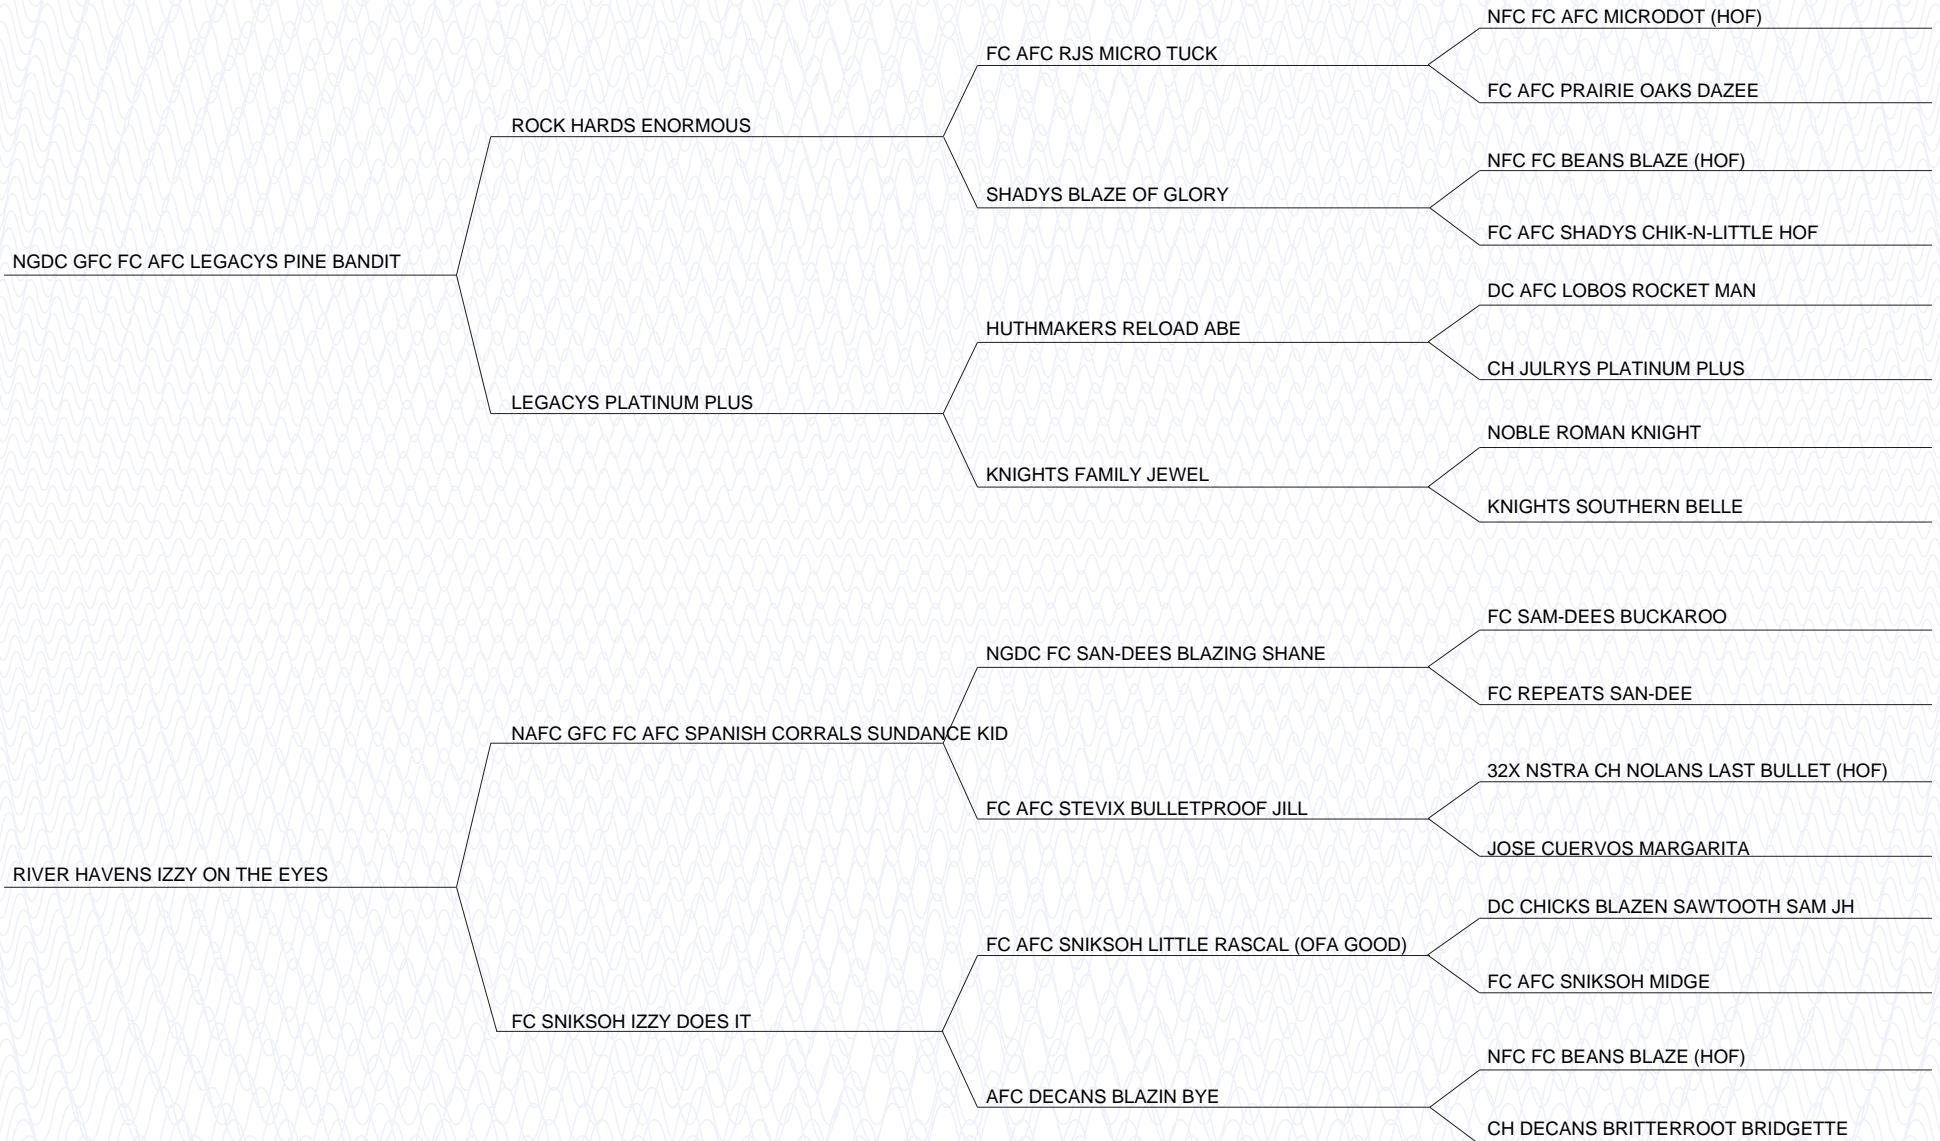 NFC FC AFC MICRODOT (HOF)
FC AFC RJS MICRO TUCK
FC AFC PRAIRIE OAKS DAZEE
ROCK HARDS ENORMOUS
NFC FC BEANS BLAZE (HOF)
SHADYS BLAZE OF GLORY
FC AFC SHADYS CHIK-N-LITTLE HOF
NGDC GFC FC AFC LEGACYS PINE BANDIT
DC AFC LOBOS ROCKET MAN
HUTHMAKERS RELOAD ABE
CH JULRYS PLATINUM PLUS
LEGACYS PLATINUM PLUS
NOBLE ROMAN KNIGHT
KNIGHTS FAMILY JEWEL
KNIGHTS SOUTHERN BELLE
FC SAM-DEES BUCKAROO
NGDC FC SAN-DEES BLAZING SHANE
FC REPEATS SAN-DEE
NAFC GFC FC AFC SPANISH CORRALS SUNDANCE KID
32X NSTRA CH NOLANS LAST BULLET (HOF)
FC AFC STEVIX BULLETPROOF JILL
JOSE CUERVOS MARGARITA
RIVER HAVENS IZZY ON THE EYES
DC CHICKS BLAZEN SAWTOOTH SAM JH
FC AFC SNIKSOH LITTLE RASCAL (OFA GOOD)
FC AFC SNIKSOH MIDGE
FC SNIKSOH IZZY DOES IT
NFC FC BEANS BLAZE (HOF)
AFC DECANS BLAZIN BYE
CH DECANS BRITTERROOT BRIDGETTE